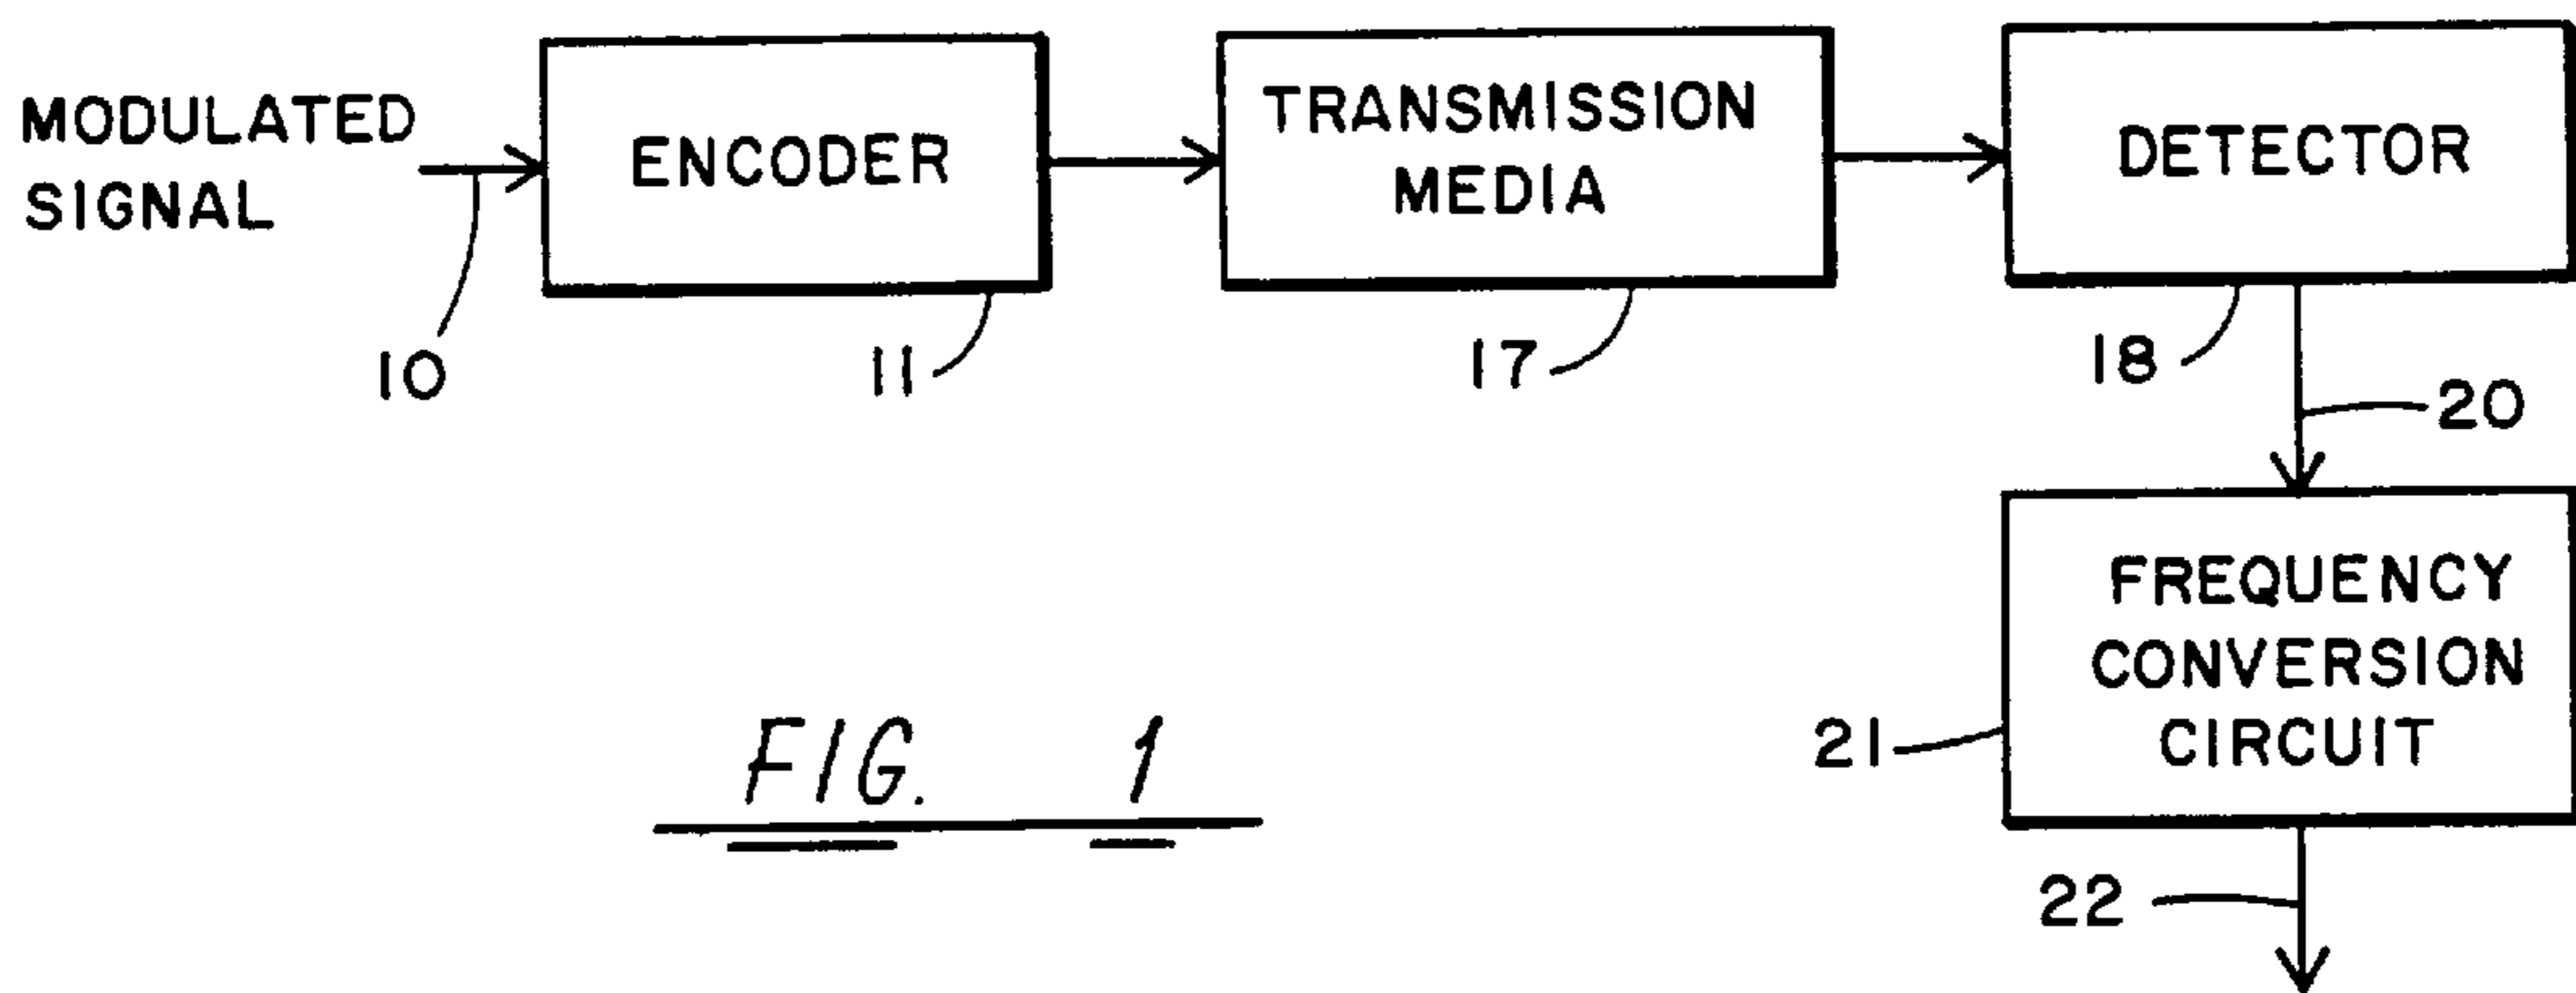 MODULATED
SIGNAL
ENCODER
TRANSMISSION
MEDIA
DETECTOR
10
11
17
18
20
FREQUENCY
CONVERSION
CIRCUIT
21
22
FIG. 1